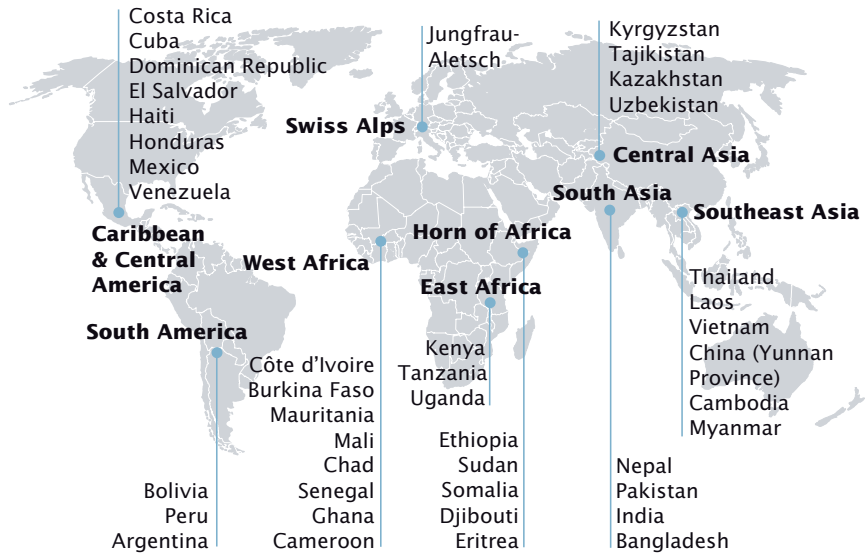 Costa Rica
Cuba
Dominican Republic
El Salvador
Haiti
Honduras
Mexico
Venezuela
Caribbean
& Central
America
Jungfrau-
Aletsch
Swiss Alps
Kyrgyzstan
Tajikistan
Kazakhstan
Uzbekistan
Central Asia
South Asia
Southeast Asia
Horn of Africa
West Africa
East Africa
South America
Thailand
Laos
Vietnam
China (Yunnan
Province)
Cambodia
Myanmar
Kenya
Tanzania
Uganda
Côte d’Ivoire
Burkina Faso
Mauritania
Mali
Chad
Senegal
Ghana
Cameroon
Ethiopia
Sudan
Somalia
Djibouti
Eritrea
Nepal
Pakistan
India
Bangladesh
Bolivia
Peru
Argentina